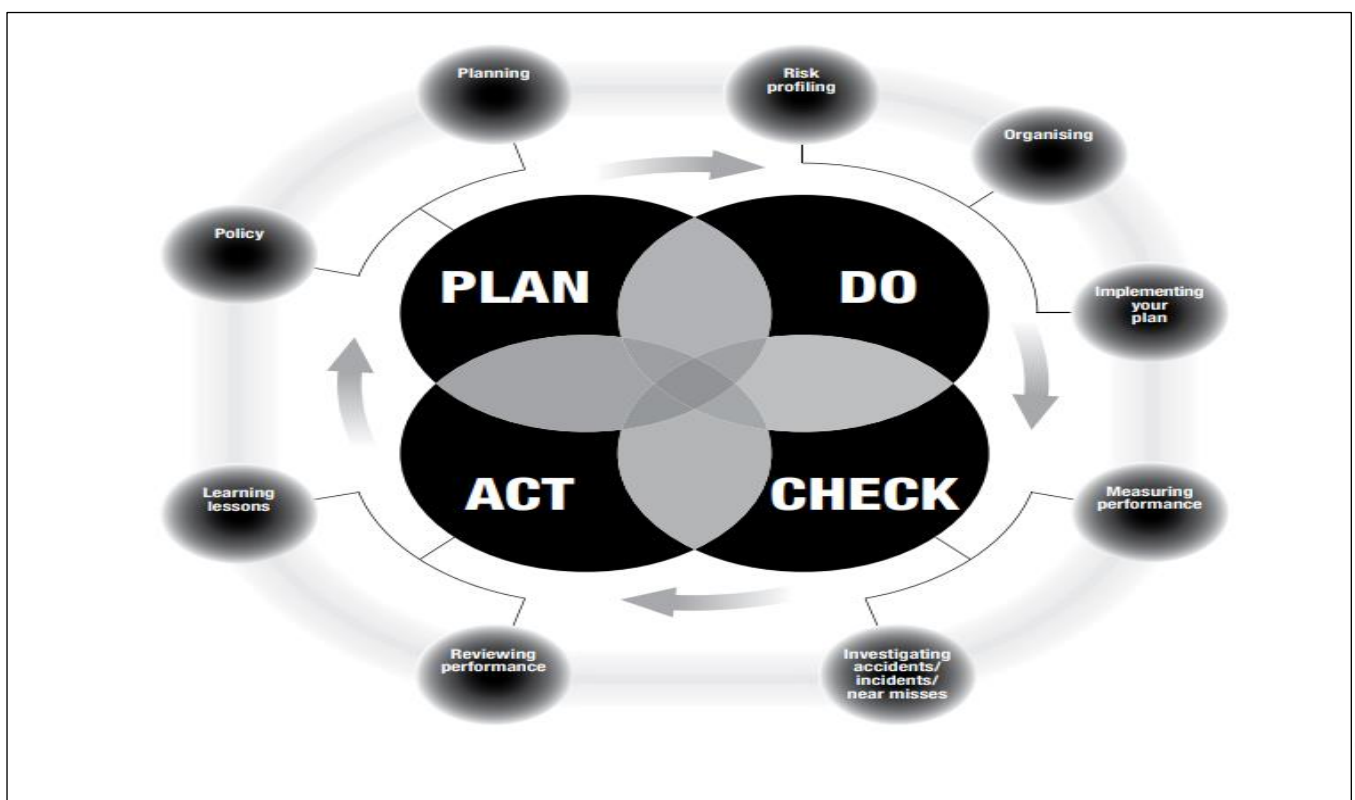 Planning
Risk
profiling
Organising
Policy
PLAN
DO
Implementing
your
plan
ACT
CHECK
Learning
lessons
Measuring
performance
Reviewing
performance
Investigating
accidents/
incidents/
near misses